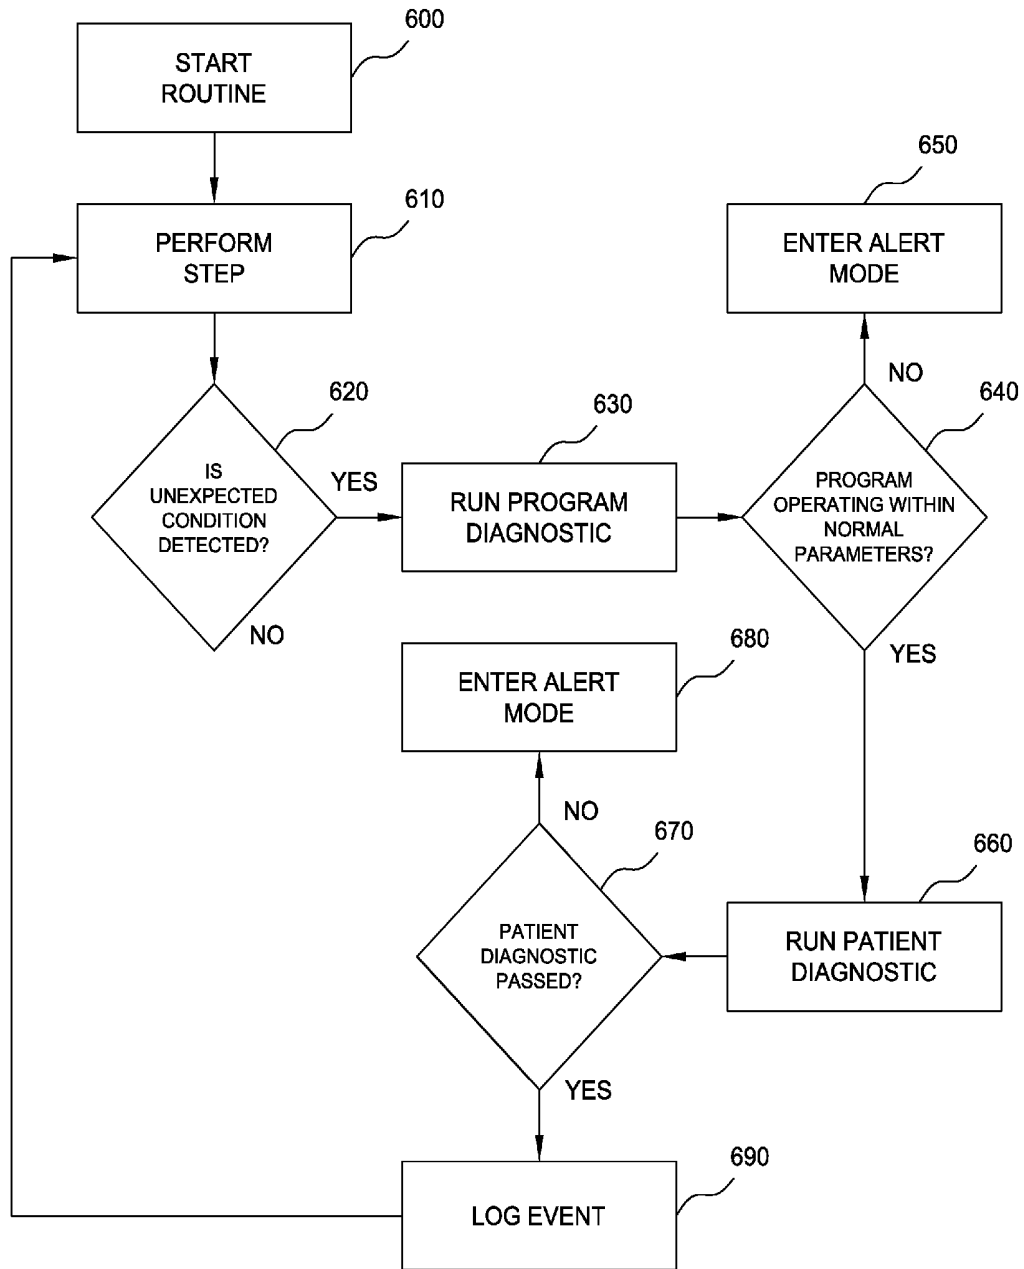 600
START
ROUTINE
610
PERFORM
STEP
650
ENTER ALERT
MODE
620
IS
UNEXPECTED
CONDITION
DETECTED?
YES
NO
630
RUN PROGRAM
DIAGNOSTIC
640
NO
PROGRAM
OPERATING WITHIN
NORMAL
PARAMETERS?
YES
680
ENTER ALERT
MODE
NO
670
PATIENT
DIAGNOSTIC
PASSED?
YES
660
RUN PATIENT
DIAGNOSTIC
690
LOG EVENT